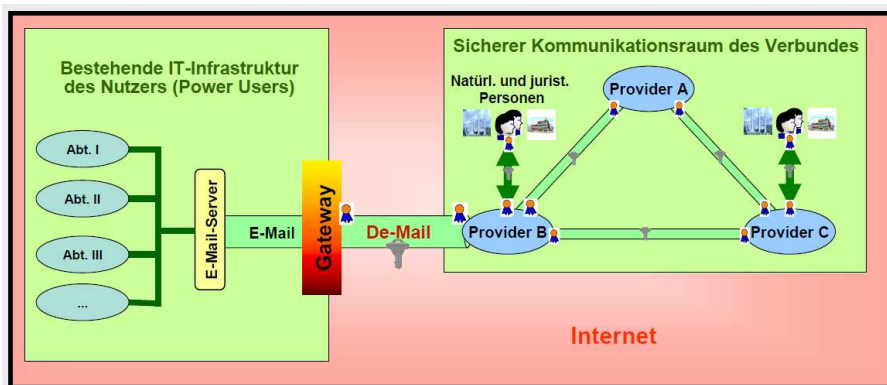 Bestehende IT-Infrastruktur
des Nutzers (Power Users)
Abt. I
Abt. II
Abt. III
...
E-Mail-Server
E-Mail
Gateway
De-Mail
Sicherer Kommunikationsraum des Verbundes
Natürl. und jurist.
Personen
Provider A
Provider B
Provider C
Internet